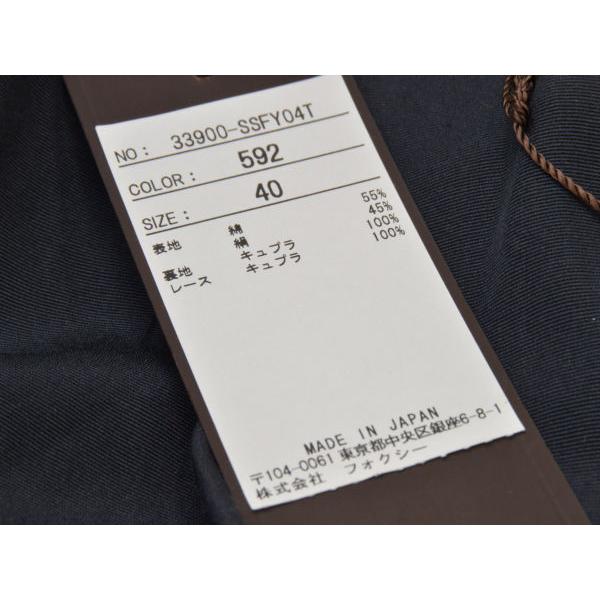 NO: 33900-SSFY04T
COLOR: 592
SIZE: 40
表地 綿 55%
絹 45%
裏地 キュプラ 100%
レース キュプラ 100%
MADE IN JAPAN
〒104-0061 東京都中央区銀座6-8-1
株式会社 フォクシー